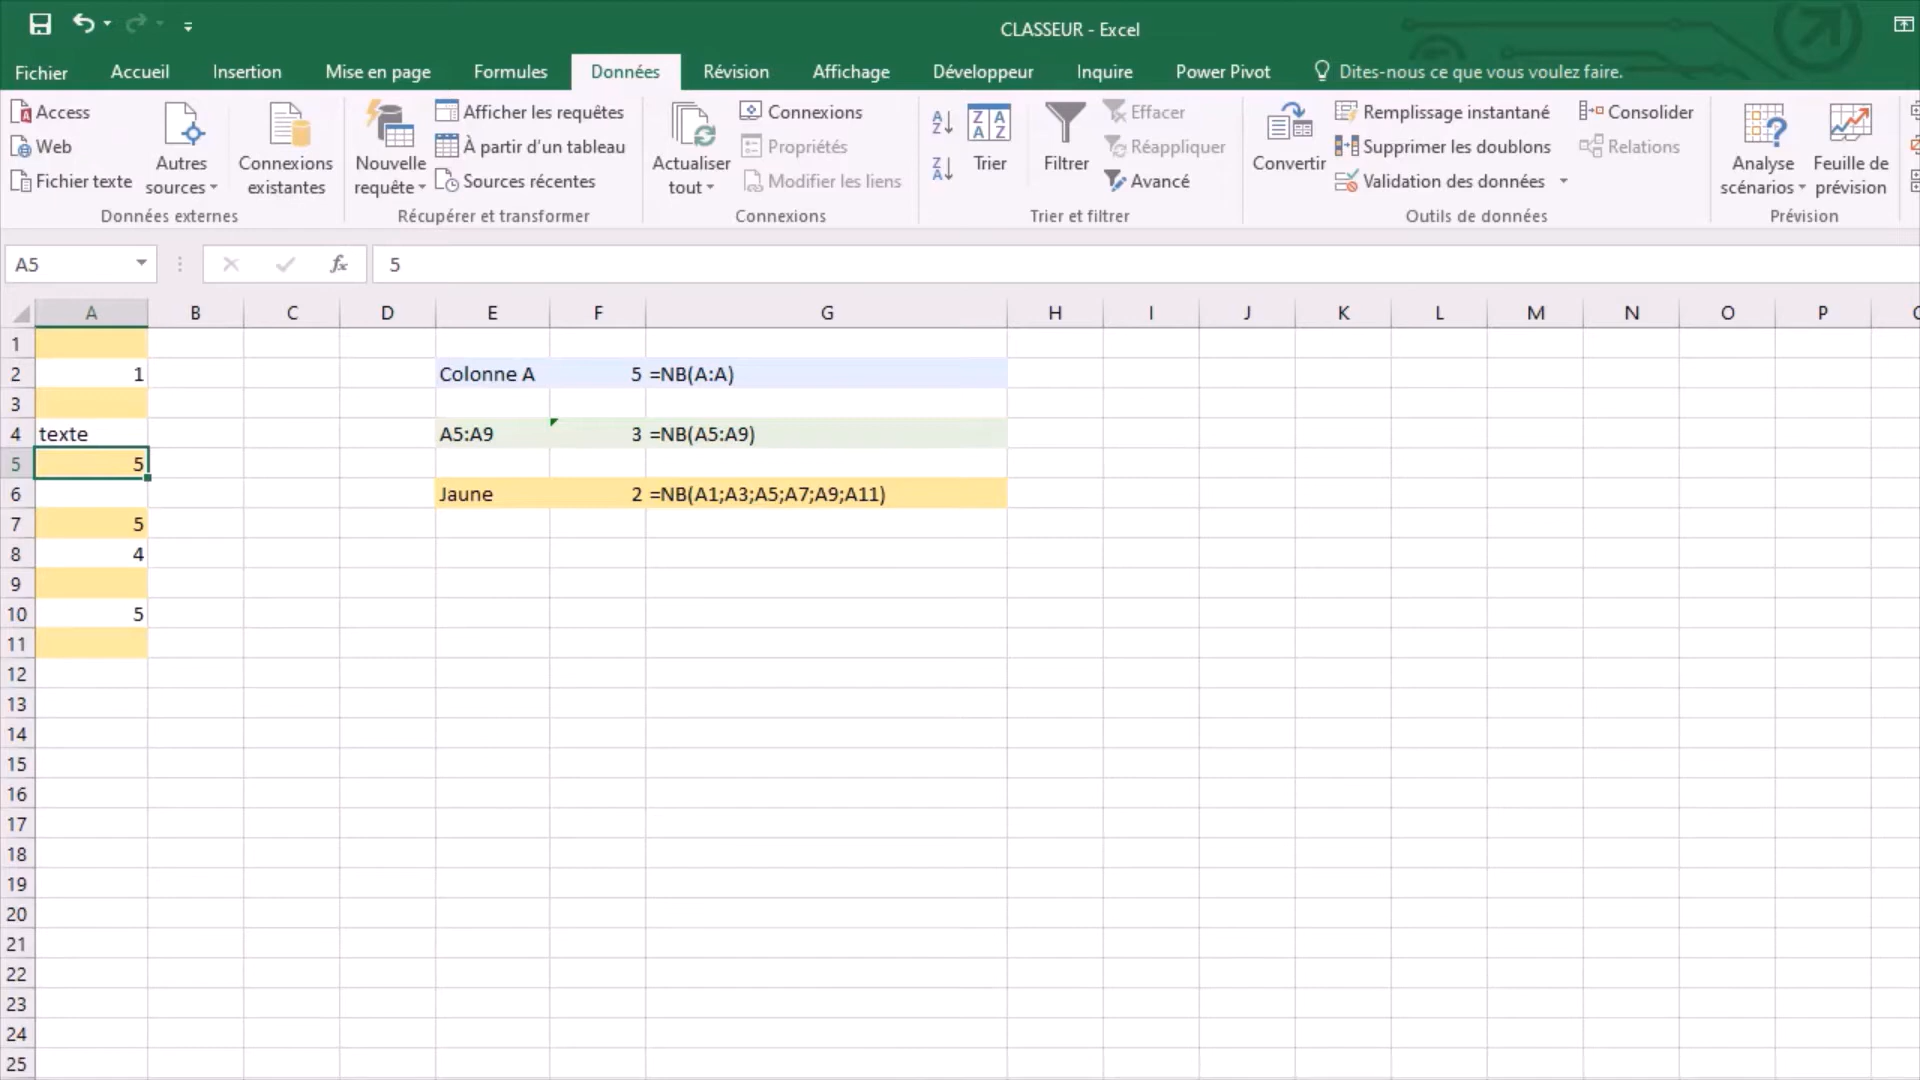 CLASSEUR - Excel
Fichier Accueil Insertion Mise en page Formules Données Révision Affichage Développeur Inquire Power Pivot Dites-nous ce que vous voulez faire.
Access
Web
Fichier texte
Autres sources
Connexions existantes
Données externes
Nouvelle requête
Afficher les requêtes
À partir d'un tableau
Sources récentes
Récupérer et transformer
Actualiser tout
Connexions
Propriétés
Modifier les liens
Connexions
Trier
Filtrer
Effacer
Réappliquer
Avancé
Trier et filtrer
Convertir
Remplissage instantané
Supprimer les doublons
Validation des données
Consolider
Relations
Outils de données
Analyse scénarios
Feuille de prévision
Prévision
A5 fx 5
A B C D E F G H I J K L M N O P
1
2 1 Colonne A 5 =NB(A:A)
3
4 texte A5:A9 3 =NB(A5:A9)
5 5
6 Jaune 2 =NB(A1;A3;A5;A7;A9;A11)
7 5
8 4
9
10 5
11
12
13
14
15
16
17
18
19
20
21
22
23
24
25